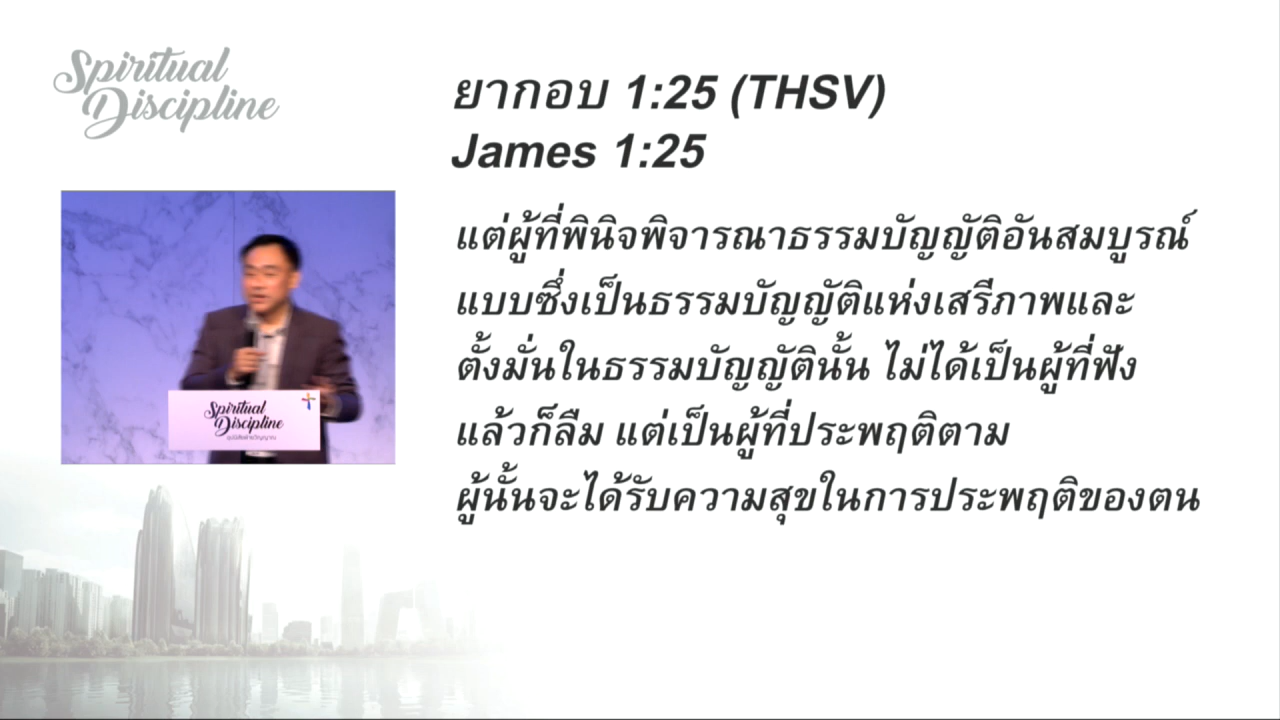 Spiritual
Discipline
ยากอบ 1:25 (THSV)
James 1:25
แต่ผู้ที่พินิจพิจารณาธรรมบัญญัติอันสมบูรณ์
แบบซึ่งเป็นธรรมบัญญัติแห่งเสรีภาพและ
ตั้งมั่นในธรรมบัญญัตินั้น ไม่ได้เป็นผู้ที่ฟัง
แล้วก็ลืม แต่เป็นผู้ที่ประพฤติตาม
ผู้นั้นจะได้รับความสุขในการประพฤติของตน
Spiritual
Discipline